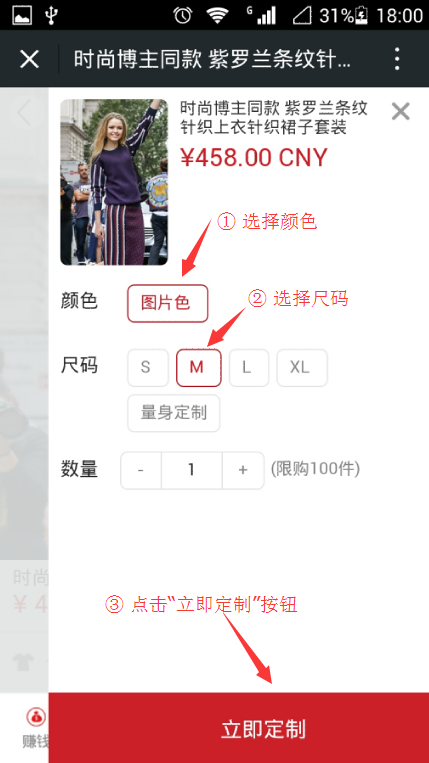 G
31%
18:00
时尚博主同款 紫罗兰条纹针...
时尚博主同款 紫罗兰条纹
针织上衣针织裙子套装
¥458.00 CNY
① 选择颜色
颜色
图片色
② 选择尺码
尺码
S
M
L
XL
量身定制
数量
-
1
+
(限购100件)
时尚
¥ 4
③ 点击“立即定制”按钮
赚钱
立即定制